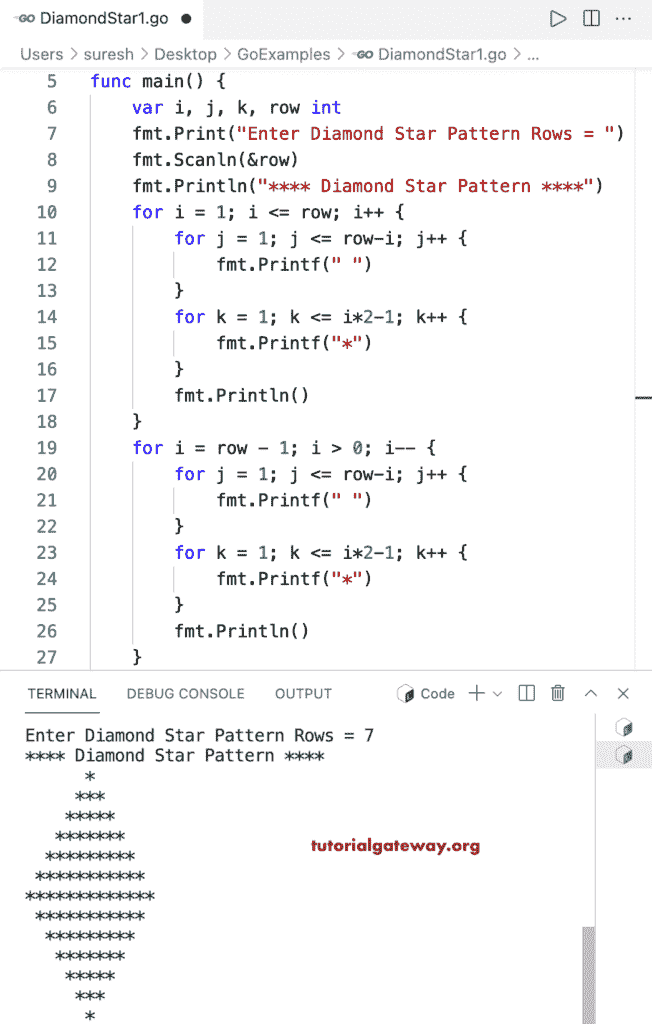 GO DiamondStar1.go
Users > suresh > Desktop > GoExamples > GO DiamondStar1.go > ...
5 func main() {
6     var i, j, k, row int
7     fmt.Print("Enter Diamond Star Pattern Rows = ")
8     fmt.Scanln(&row)
9     fmt.Println("**** Diamond Star Pattern ****")
10     for i = 1; i <= row; i++ {
11         for j = 1; j <= row-i; j++ {
12             fmt.Printf(" ")
13         }
14         for k = 1; k <= i*2-1; k++ {
15             fmt.Printf("*")
16         }
17         fmt.Println()
18     }
19     for i = row - 1; i > 0; i-- {
20         for j = 1; j <= row-i; j++ {
21             fmt.Printf(" ")
22         }
23         for k = 1; k <= i*2-1; k++ {
24             fmt.Printf("*")
25         }
26         fmt.Println()
27     }
TERMINAL DEBUG CONSOLE OUTPUT Code
Enter Diamond Star Pattern Rows = 7
**** Diamond Star Pattern ****
      *
     ***
    *****
   *******
  *********
 ***********
*************
 ***********
  *********
   *******
    *****
     ***
      *
tutorialgateway.org